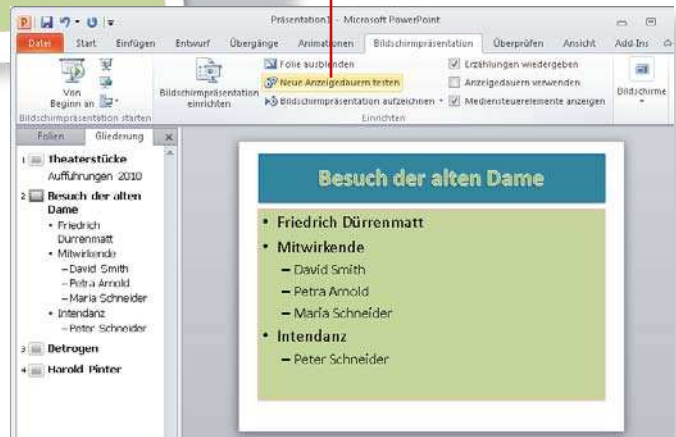 Präsentation1 - Microsoft PowerPoint
Datei Start Einfügen Entwurf Übergänge Animationen Bildschirmpräsentation Überprüfen Ansicht Add-Ins
Folie ausblenden Erzählungen wiedergeben
Neue Anzeigedauern testen Anzeigedauern verwenden
Bildschirmpräsentation aufzeichnen Mediensteuerelemente anzeigen
Von
Beginn an
Bildschirmpräsentation
einrichten
Bildschirme
Bildschirmpräsentation starten Einrichten
Folien Gliederung
1 Theaterstücke
Aufführungen 2010
2 Besuch der alten
Dame
• Friedrich
Dürrenmatt
• Mitwirkende
– David Smith
– Petra Arnold
– Maria Schneider
• Intendanz
– Peter Schneider
3 Betrogen
4 Harold Pinter
Besuch der alten Dame
• Friedrich Dürrenmatt
• Mitwirkende
– David Smith
– Petra Arnold
– Maria Schneider
• Intendanz
– Peter Schneider